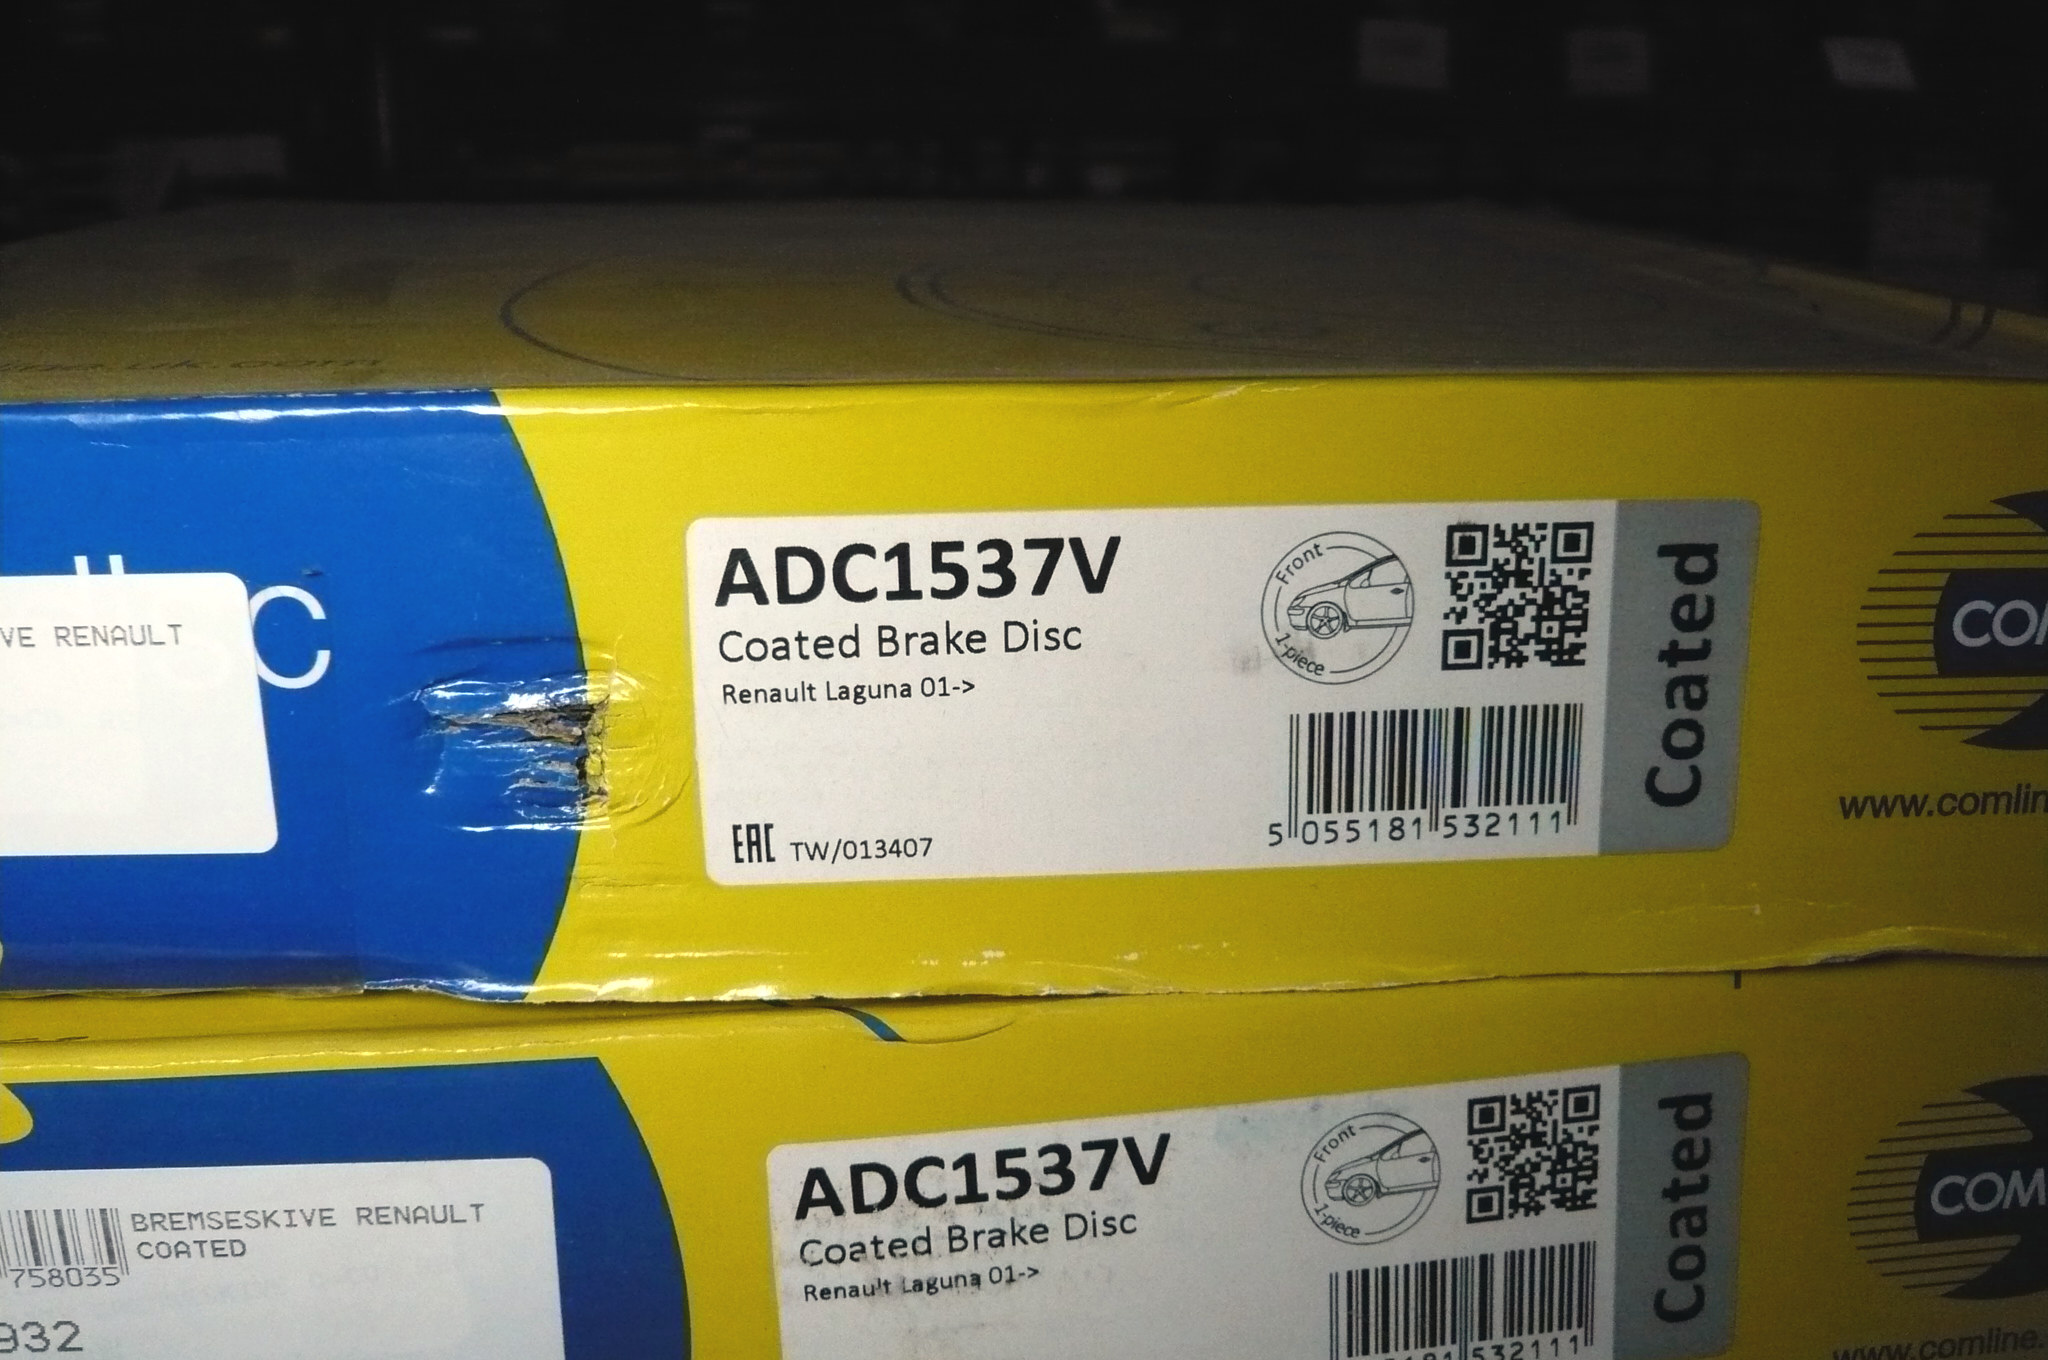 disc
VE RENAULT
ADC1537V
Coated Brake Disc
Renault Laguna 01->
EAC TW/013407
Front
1-piece
5 055181 532111
Coated
COM
www.comlin
BREMSESKIVE RENAULT
COATED
758035
932
ADC1537V
Coated Brake Disc
Renault Laguna 01->
Front
1-piece
532111
Coated
COM
www.comline.